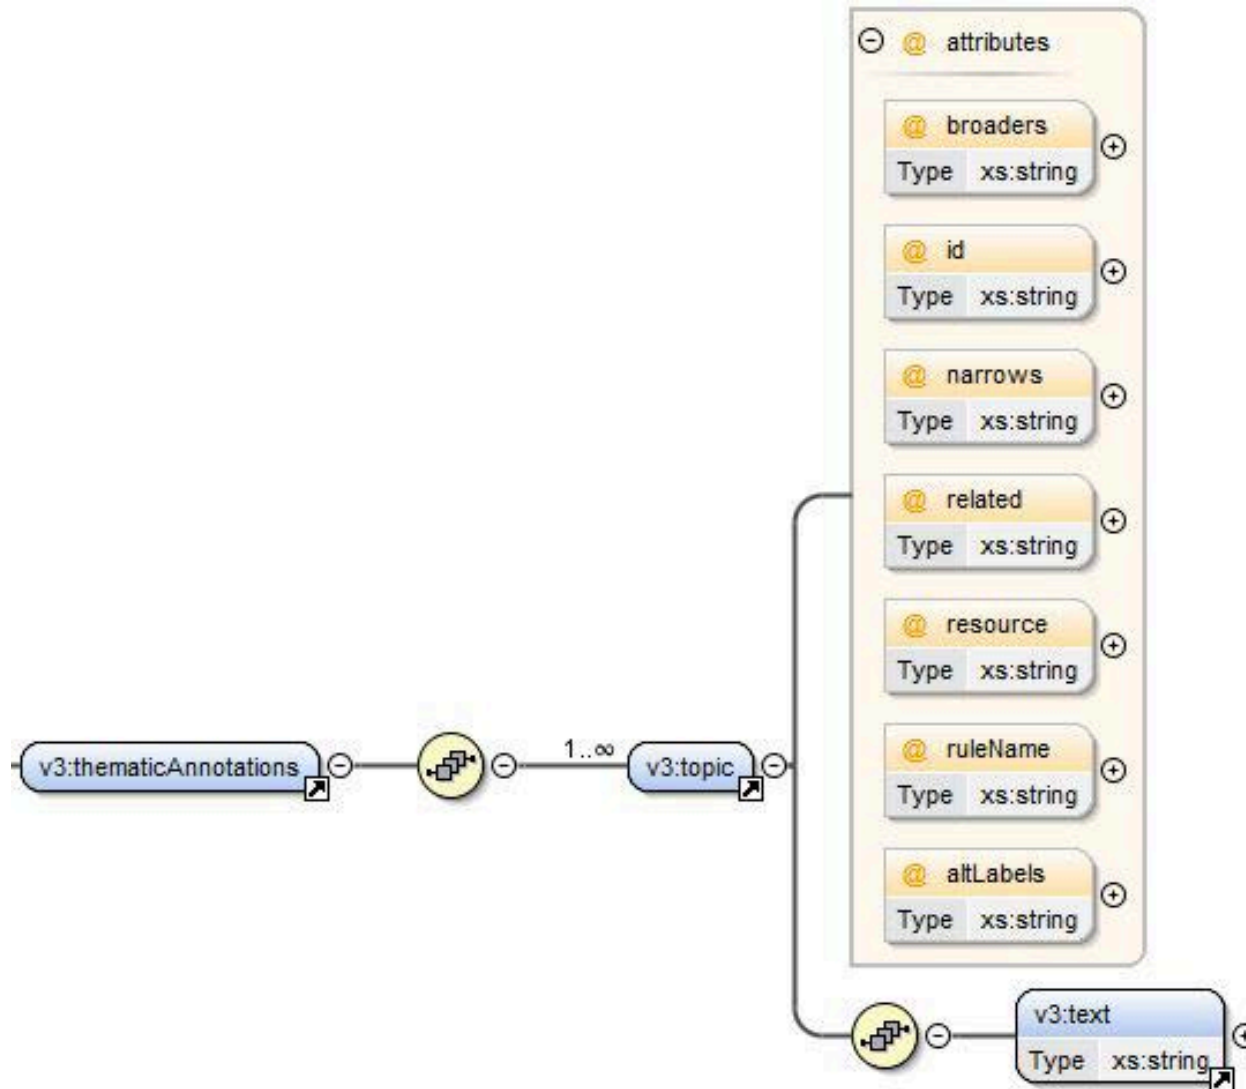 @ attributes
@ broaders
Type xs:string
@ id
Type xs:string
@ narrows
Type xs:string
@ related
Type xs:string
@ resource
Type xs:string
@ ruleName
Type xs:string
@ altLabels
Type xs:string
v3:thematicAnnotations
1..∞
v3:topic
v3:text
Type xs:string